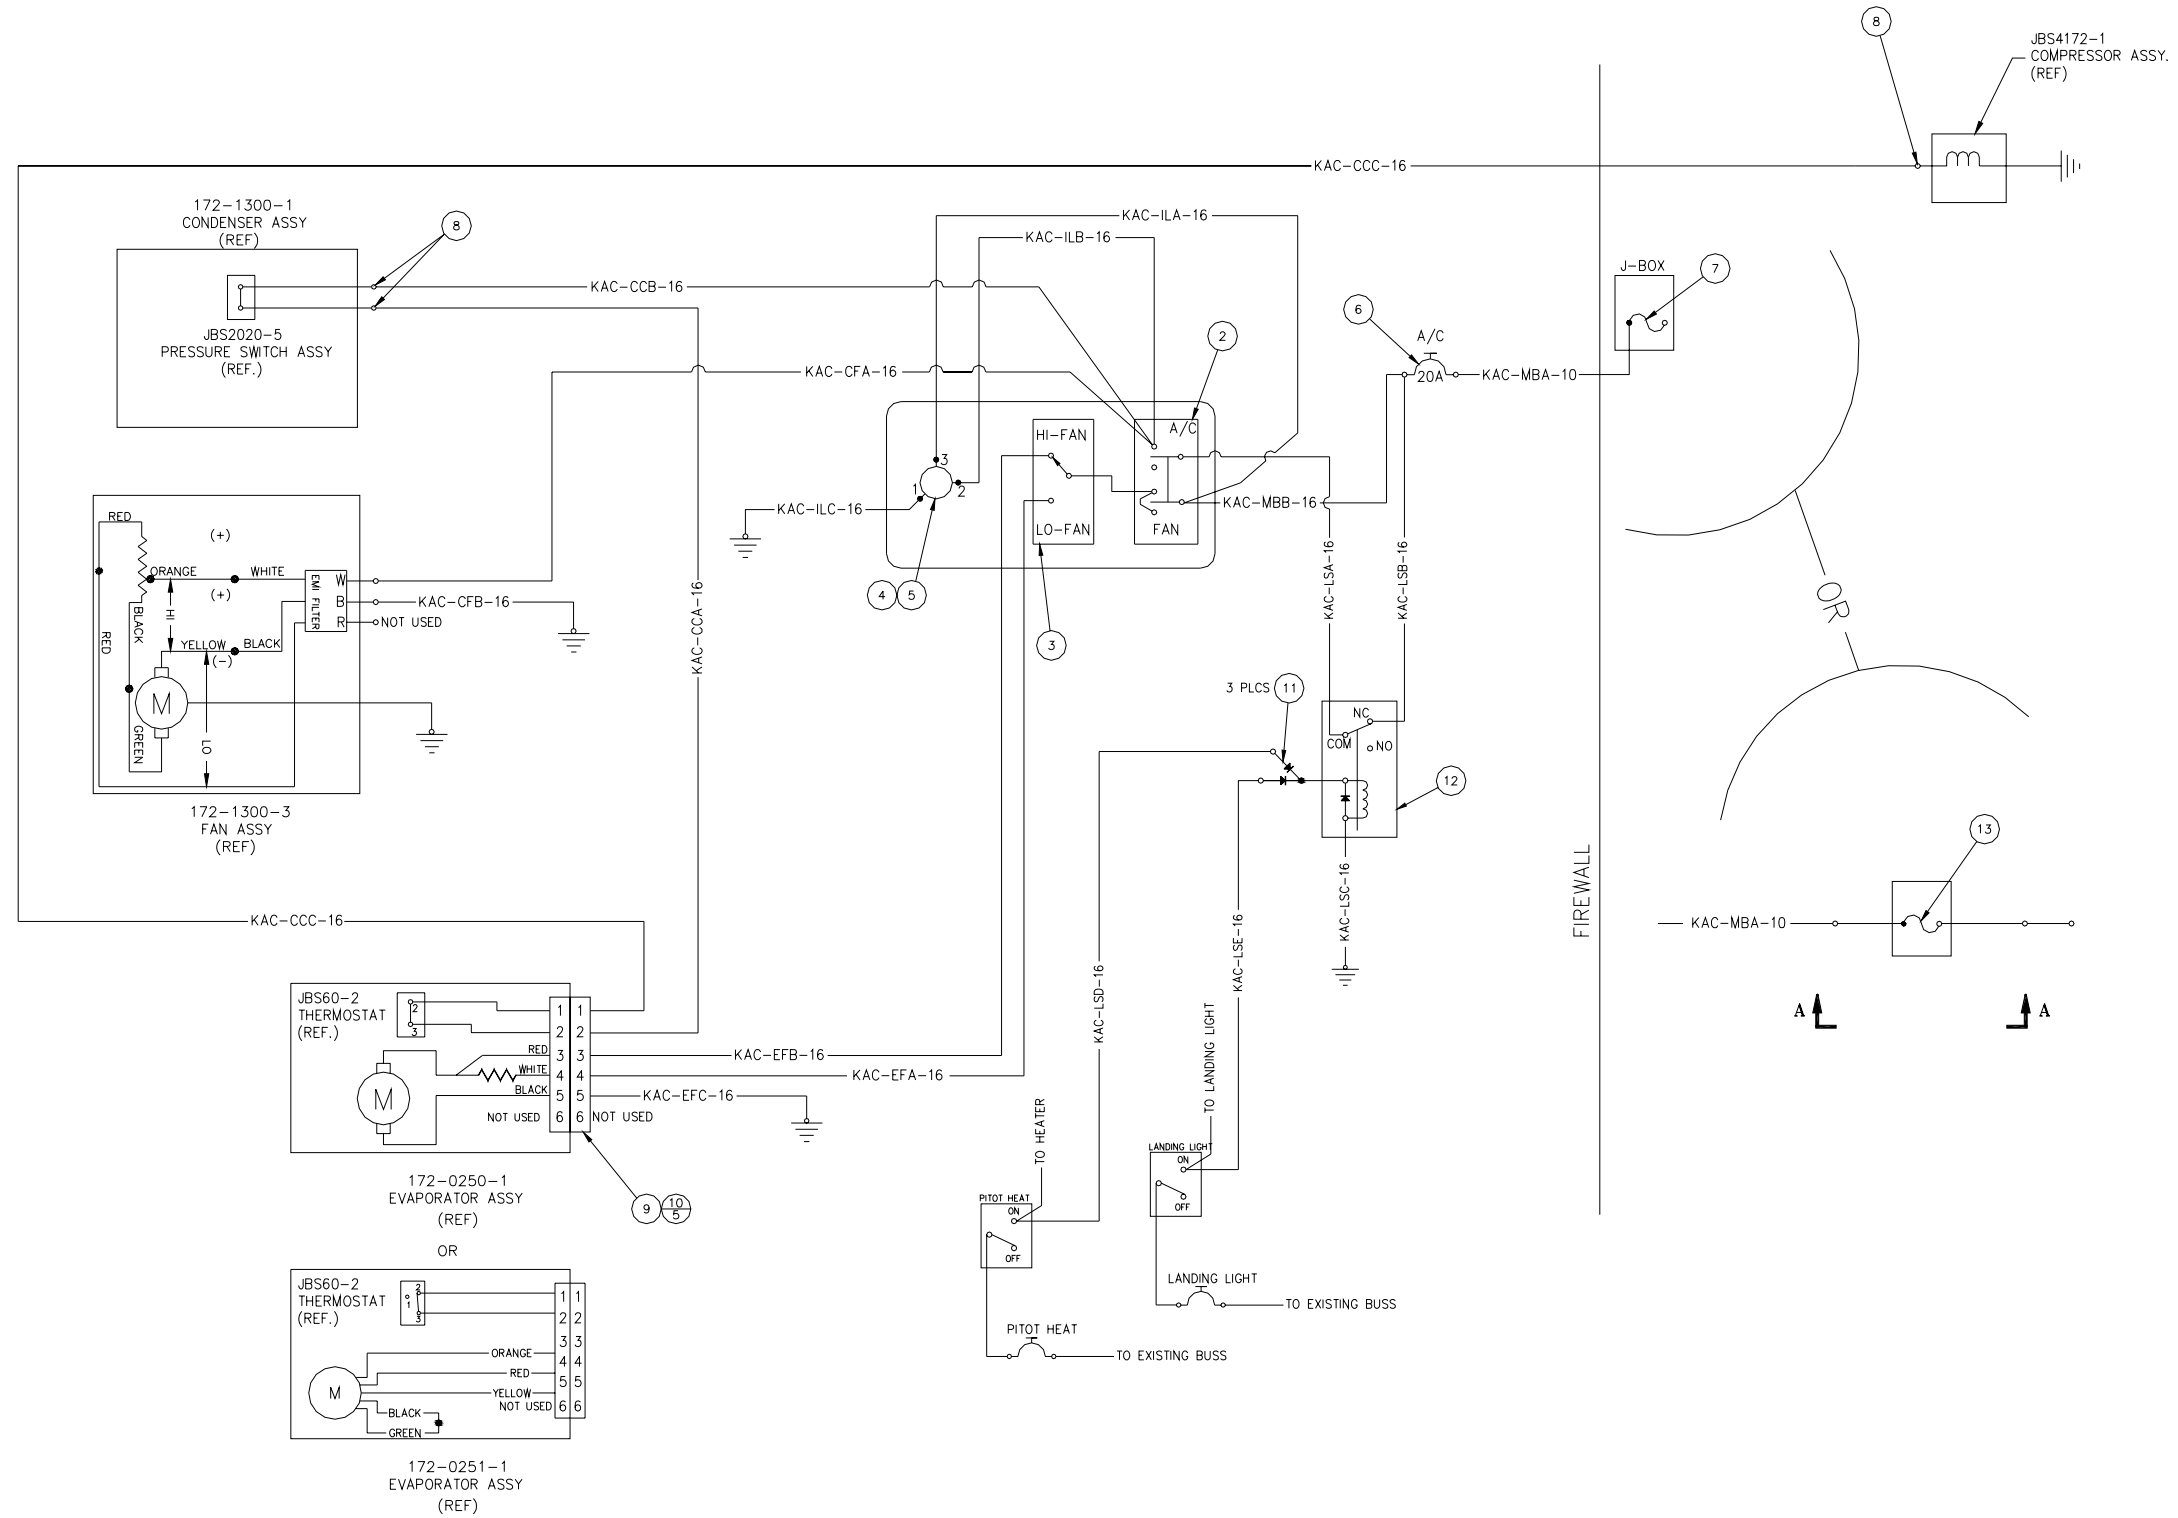 8
JBS4172-1
COMPRESSOR ASSY.
(REF)
KAC-CCC-16
172-1300-1
CONDENSER ASSY
(REF)
8
KAC-ILA-16
KAC-ILB-16
KAC-CCB-16
J-BOX
7
6
A/C
20A
KAC-MBA-10
2
JBS2020-5
PRESSURE SWITCH ASSY
(REF.)
KAC-CFA-16
A/C
HI-FAN
3
1
2
KAC-ILC-16
KAC-MBB-16
LO-FAN
FAN
4
5
3
KAC-LSA-16
KAC-LSB-16
OR
RED
(+)
ORANGE
WHITE
(+)
HI
BLACK
RED
YELLOW
BLACK
(-)
M
GREEN
LO
EMI FILTER
W
B
R
KAC-CFB-16
NOT USED
KAC-CCA-16
172-1300-3
FAN ASSY
(REF)
3 PLCS
11
NC
COM
NO
12
KAC-LSC-16
FIREWALL
13
KAC-MBA-10
A
A
KAC-CCC-16
KAC-LSE-16
KAC-LSD-16
JBS60-2
THERMOSTAT
(REF.)
2
3
1 1
2 2
RED 3 3
WHITE 4 4
BLACK 5 5
NOT USED 6 6 NOT USED
M
KAC-EFB-16
KAC-EFA-16
KAC-EFC-16
172-0250-1
EVAPORATOR ASSY
(REF)
9
10
5
TO HEATER
TO LANDING LIGHT
LANDING LIGHT
ON
OFF
PITOT HEAT
ON
OFF
LANDING LIGHT
TO EXISTING BUSS
PITOT HEAT
TO EXISTING BUSS
OR
JBS60-2
THERMOSTAT
(REF.)
2
1
3
1 1
2 2
3 3
ORANGE 4 4
RED 5 5
YELLOW
NOT USED 6 6
M
BLACK
GREEN
172-0251-1
EVAPORATOR ASSY
(REF)